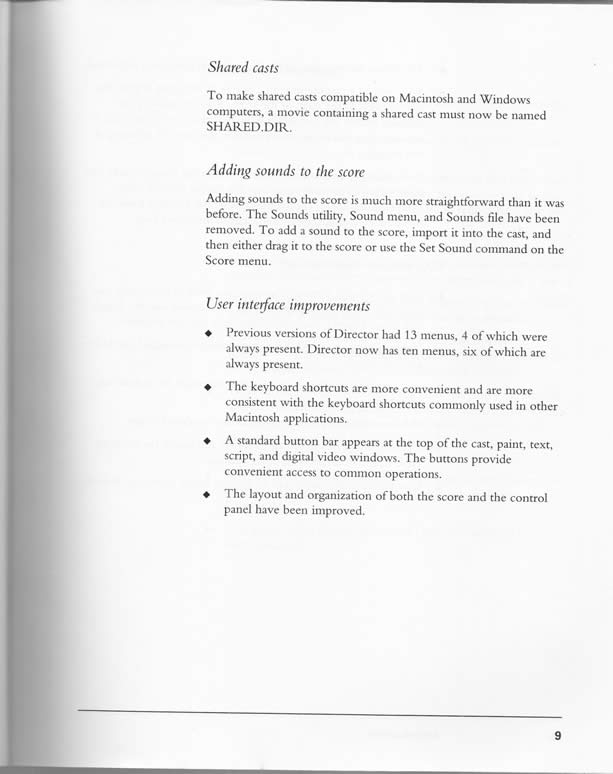 Shared casts
To make shared casts compatible on Macintosh and Windows
computers, a movie containing a shared cast must now be named
SHARED.DIR.
Adding sounds to the score
Adding sounds to the score is much more straightforward than it was
before. The Sounds utility, Sound menu, and Sounds file have been
removed. To add a sound to the score, import it into the cast, and
then either drag it to the score or use the Set Sound command on the
Score menu.
User interface improvements
◆ Previous versions of Director had 13 menus, 4 of which were
always present. Director now has ten menus, six of which are
always present.
◆ The keyboard shortcuts are more convenient and are more
consistent with the keyboard shortcuts commonly used in other
Macintosh applications.
◆ A standard button bar appears at the top of the cast, paint, text,
script, and digital video windows. The buttons provide
convenient access to common operations.
◆ The layout and organization of both the score and the control
panel have been improved.
9